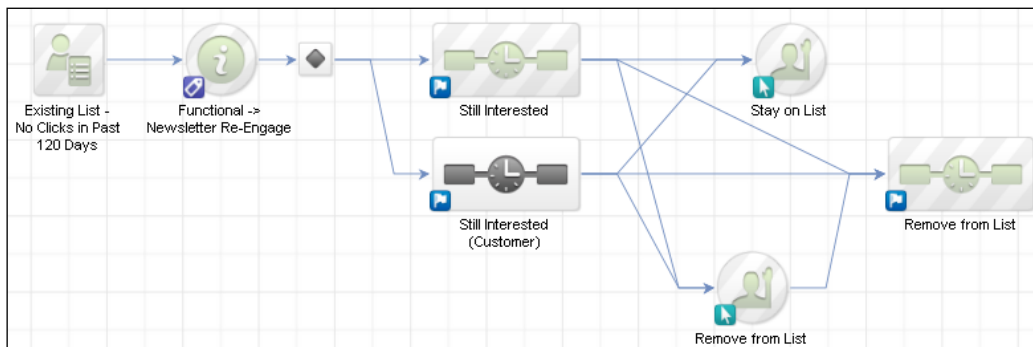 Existing List -
No Clicks in Past
120 Days
Functional ->
Newsletter Re-Engage
Still Interested
Still Interested
(Customer)
Stay on List
Remove from List
Remove from List